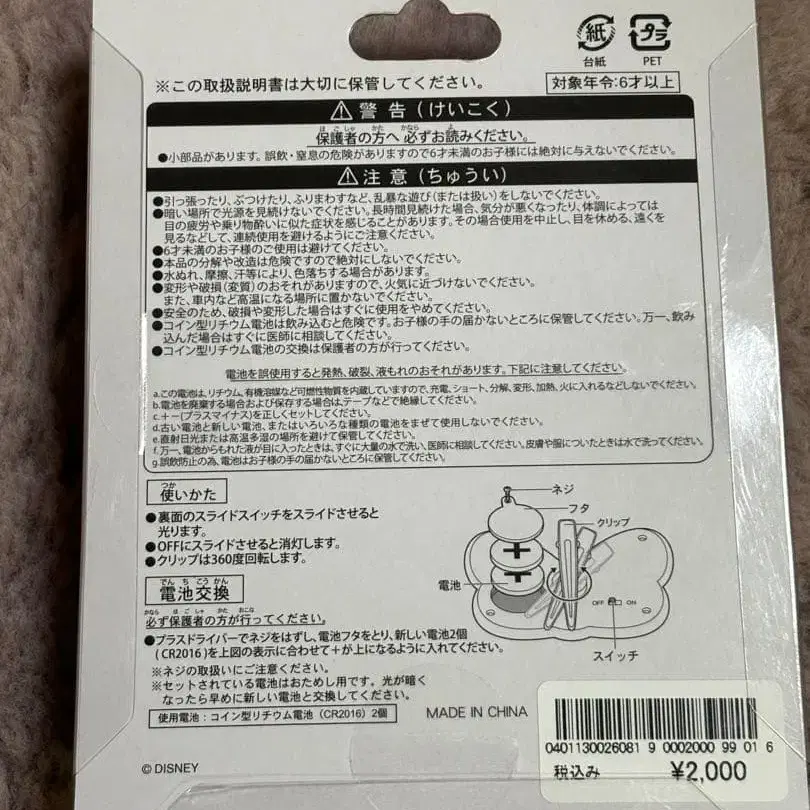 紙
プラ
台紙
PET
※この取扱説明書は大切に保管してください。
対象年令:6才以上
警告(けいこく)
保護者の方へ 必ずお読みください。
●小部品があります。誤飲・窒息の危険がありますので6才未満のお子様には絶対に与えないでください。
注意(ちゅうい)
●引っ張ったり、ぶつけたり、ふりまわすなど、乱暴な遊び(または扱い)をしないでください。
●暗い場所で光源を見続けないでください。長時間見続けた場合、気分が悪くなったり、体調によっては
目の疲労や乗り物酔いに似た症状を感じることがあります。その場合使用を中止し、目を休める、遠くを
見るなどして、連続使用を避けるようにご注意ください。
●6才未満のお子様のご使用は避けてください。
●本品の分解や改造は危険ですので絶対にしないでください。
●水ぬれ、摩擦、汗等により、色落ちする場合があります。
●変形や破損(変質)のおそれがありますので、火気に近づけないでください。
また、車内など高温になる場所に置かないでください。
●安全のため、破損や変形した場合はすぐに使用をやめてください。
●コイン型リチウム電池は飲み込むと危険です。お子様の手の届かないところに保管してください。万一、飲み
込んだ場合はすぐに医師に相談してください。
●コイン型リチウム電池の交換は保護者の方が行ってください。
電池を誤使用すると発熱、破裂、液もれのおそれがあります。下記に注意してください。
a.この電池は、リチウム、有機溶媒など可燃性物質を内蔵していますので、充電、ショート、分解、変形、加熱、火に入れるなどしないでください。
b.電池を廃棄する場合および保存する場合は、テープなどで絶縁してください。
c.+-(プラスマイナス)を正しくセットしてください。
d.古い電池と新しい電池、またはいろいろな種類の電池をまぜて使用しないでください。
e.直射日光または高温多湿の場所を避けて保管してください。
f.万一、電池からもれた液が目に入ったときは、すぐに大量の水で洗い、医師に相談してください。皮膚や服についたときは水で洗ってください。
g.誤飲防止の為、電池はお子様の手の届かないところに保管してください。
使いかた
●裏面のスライドスイッチをスライドさせると
光ります。
●OFFにスライドさせると消灯します。
●クリップは360度回転します。
ネジ
フタ
クリップ
電池
OFF ON
スイッチ
電池交換
必ず保護者の方が行ってください。
●プラスドライバーでネジをはずし、電池フタをとり、新しい電池2個
(CR2016)を上図の表示に合わせて+が上になるように入れてください。
※ネジの取扱いにご注意ください。
※セットされている電池はおためし用です。光が暗く
なったら早めに新しい電池と交換してください。
使用電池:コイン型リチウム電池(CR2016)2個
MADE IN CHINA
© DISNEY
0401130026081 9 0002000 99 01 6
税込み ¥2,000